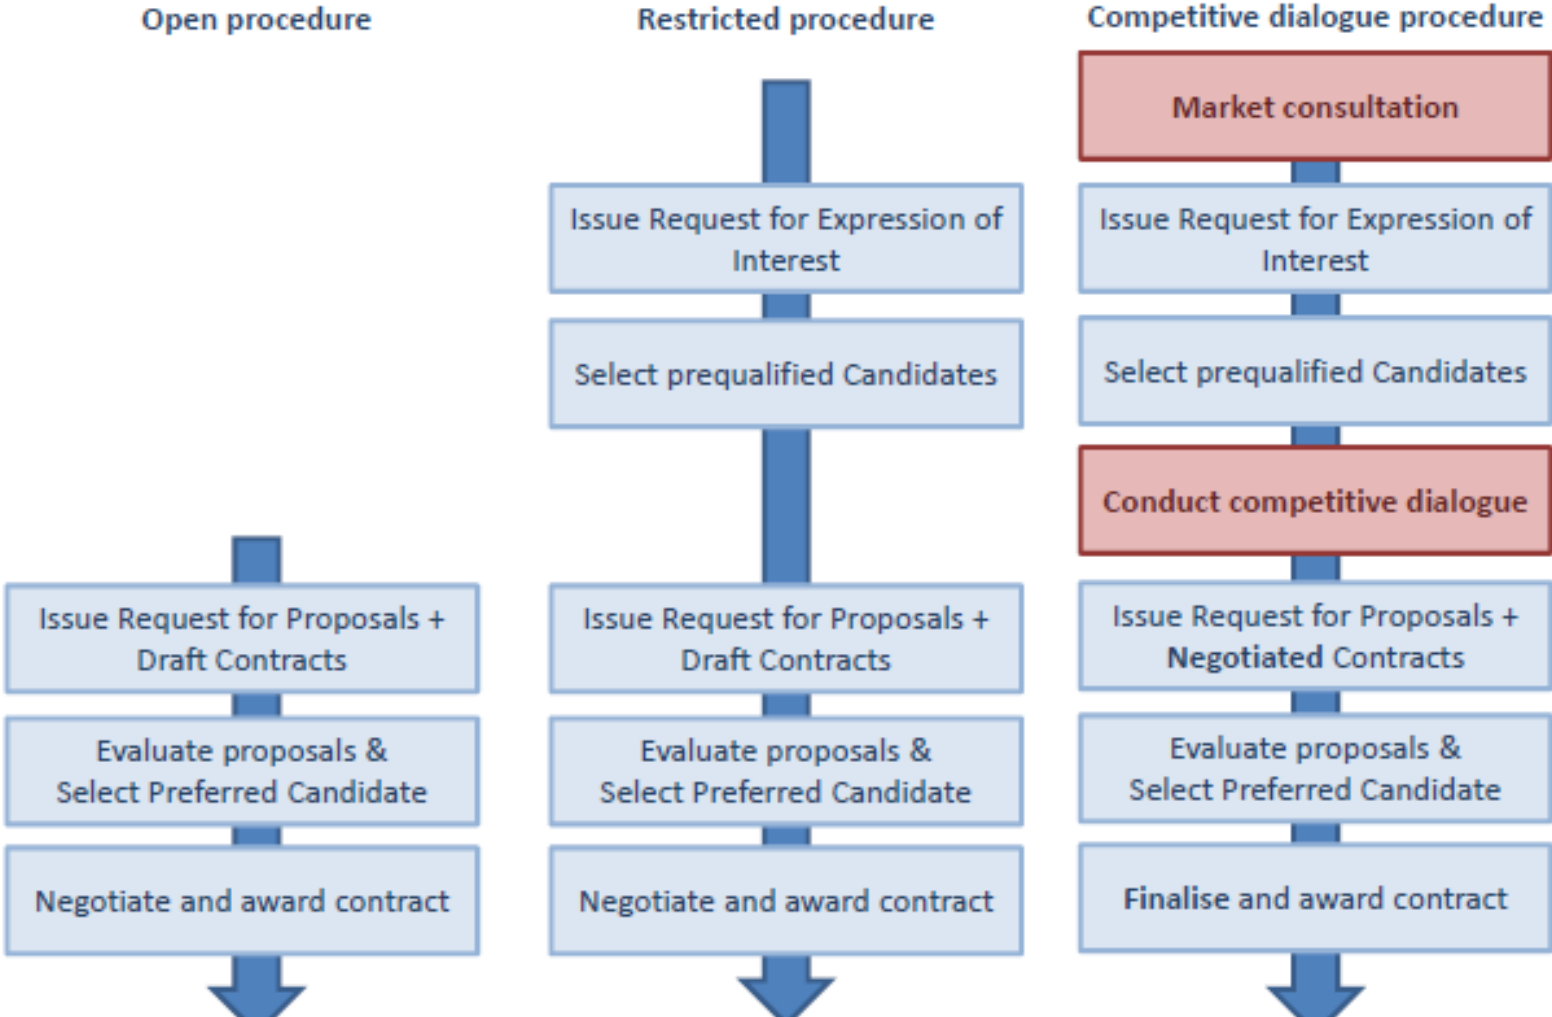 Open procedure
Issue Request for Proposals +
Draft Contracts
Evaluate proposals &
Select Preferred Candidate
Negotiate and award contract
Restricted procedure
Issue Request for Expression of
Interest
Select prequalified Candidates
Issue Request for Proposals +
Draft Contracts
Evaluate proposals &
Select Preferred Candidate
Negotiate and award contract
Competitive dialogue procedure
Market consultation
Issue Request for Expression of
Interest
Select prequalified Candidates
Conduct competitive dialogue
Issue Request for Proposals +
Negotiated Contracts
Evaluate proposals &
Select Preferred Candidate
Finalise and award contract